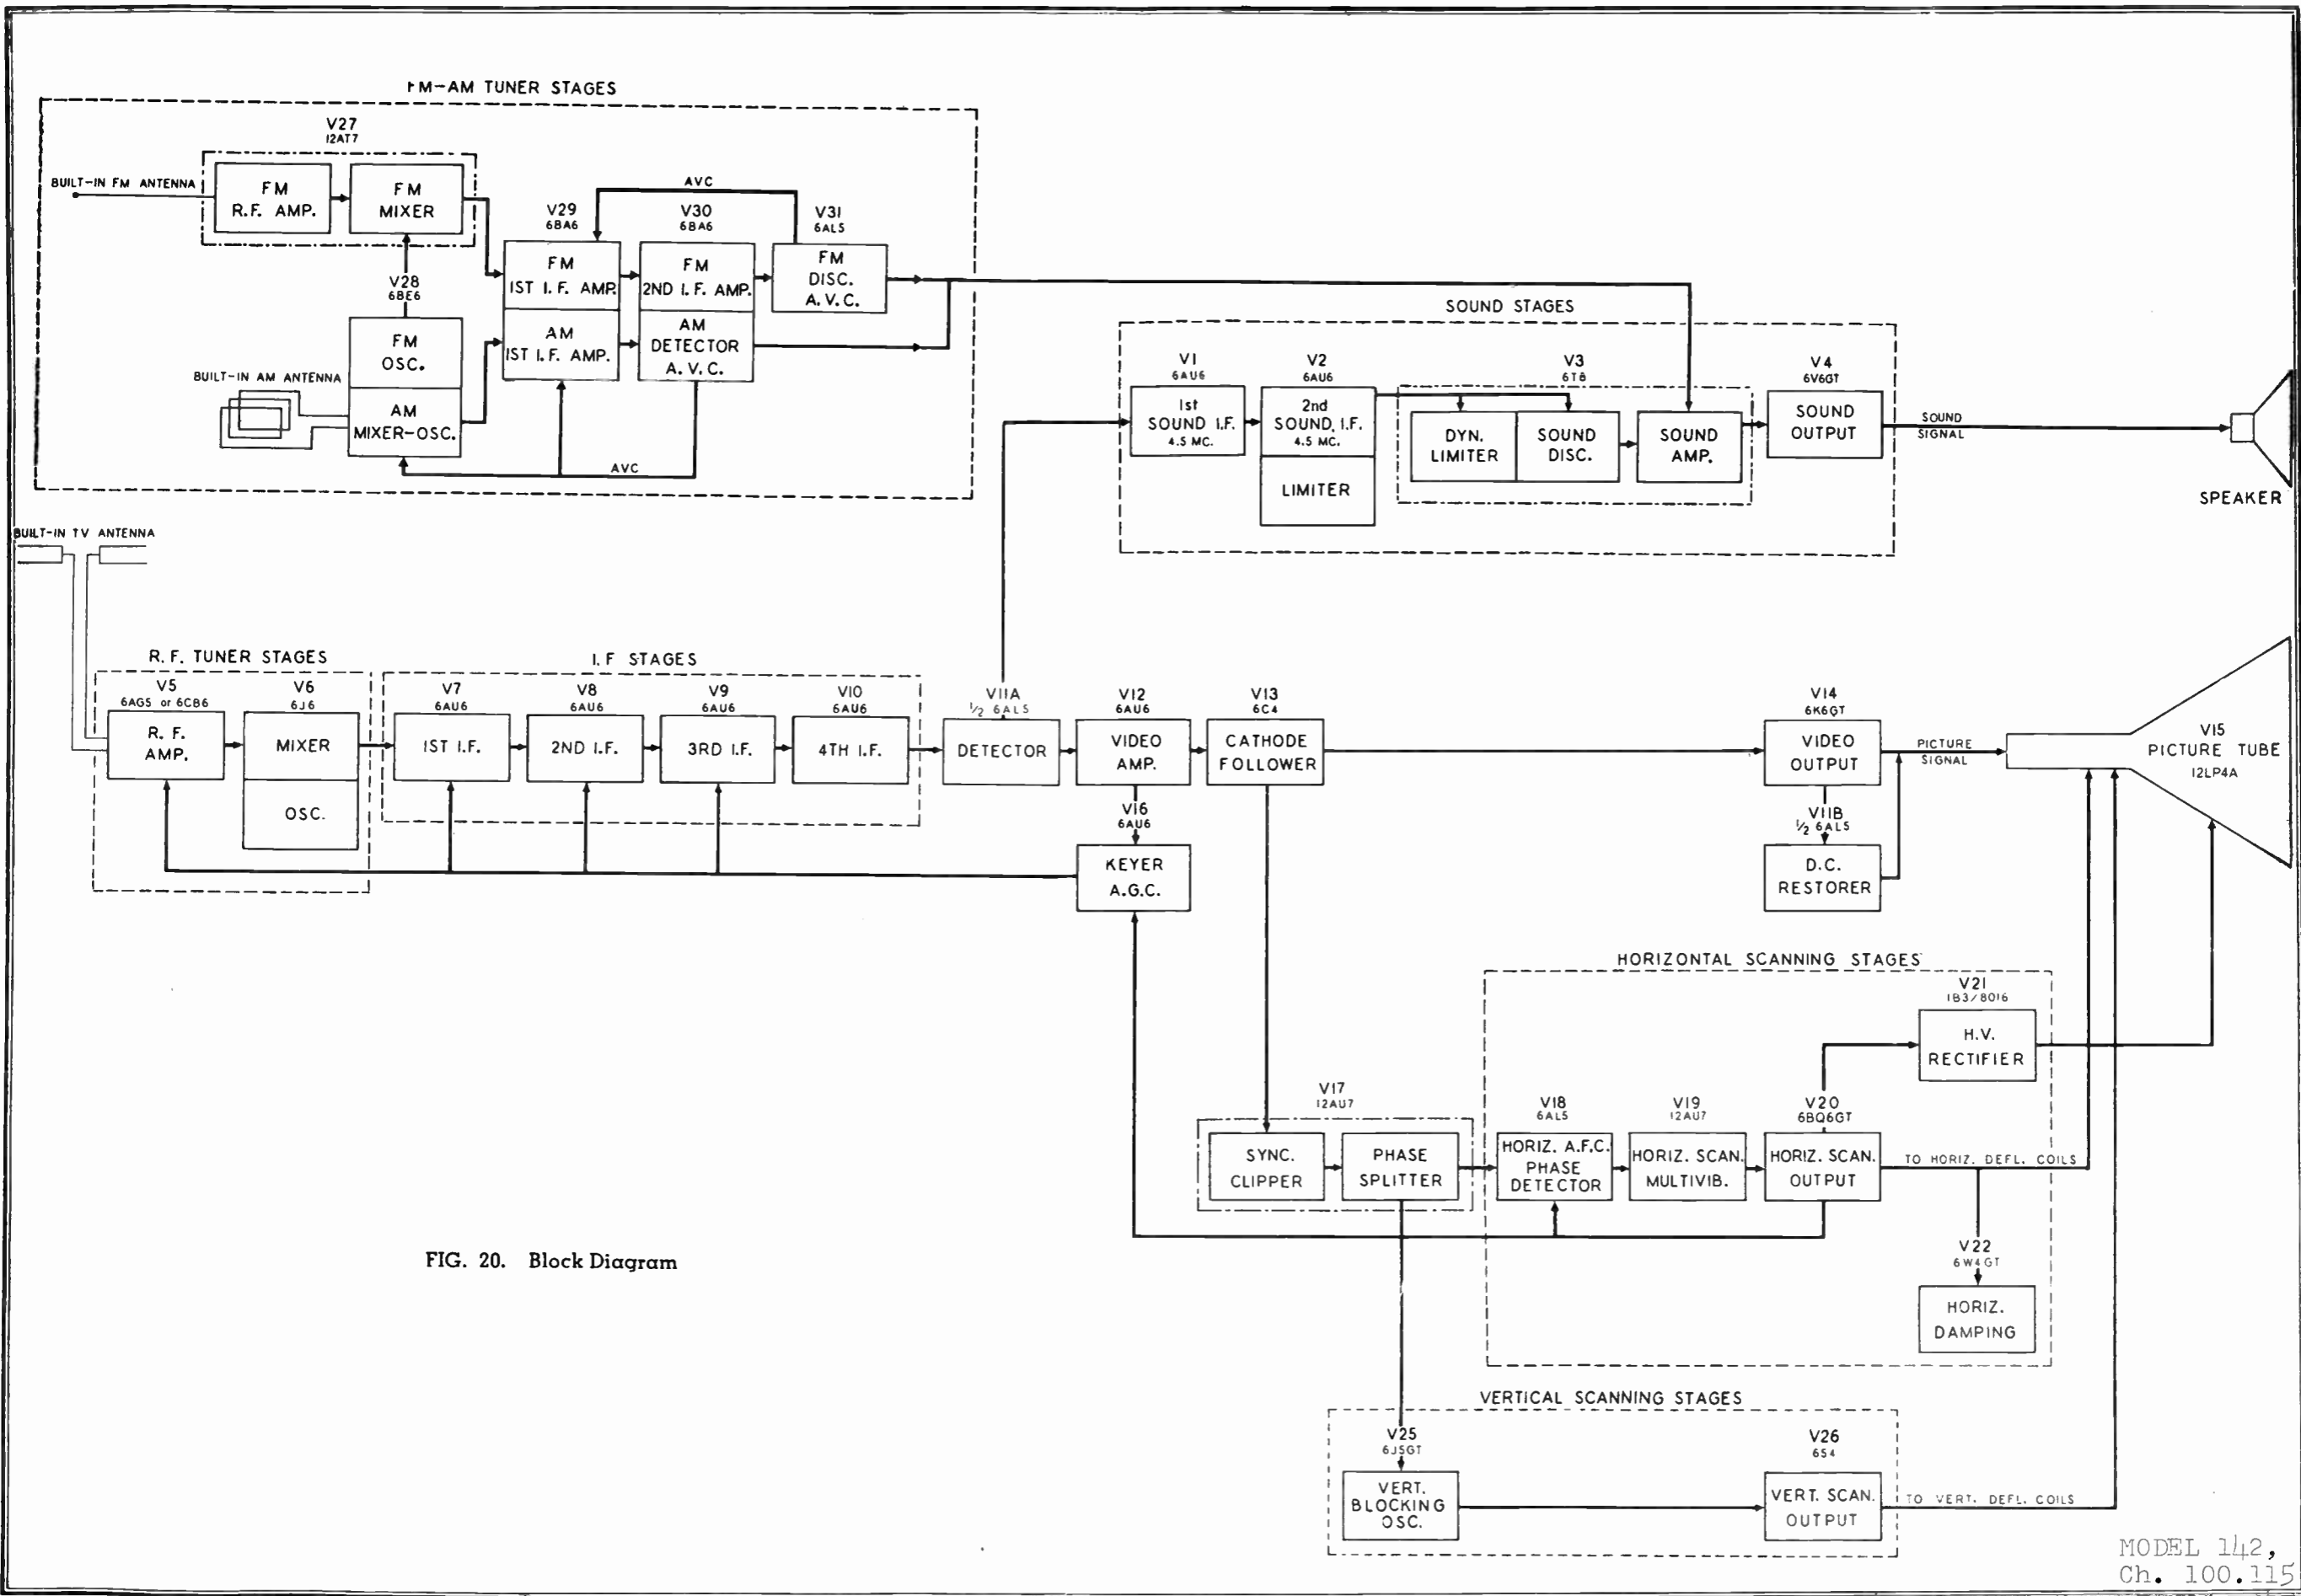 FM-AM TUNER STAGES
V27
12AT7
BUILT-IN FM ANTENNA
FM
R.F. AMP.
FM
MIXER
AVC
V29
6BA6
V30
6BA6
V31
6AL5
V28
6BE6
FM
1ST I.F. AMP.
FM
2ND I.F. AMP.
FM
DISC.
A.V.C.
FM
OSC.
AM
1ST I.F. AMP.
AM
DETECTOR
A.V.C.
BUILT-IN AM ANTENNA
AM
MIXER-OSC.
AVC
SOUND STAGES
V1
6AU6
V2
6AU6
V3
6T8
V4
6V6GT
1st
SOUND I.F.
4.5 MC.
2nd
SOUND, I.F.
4.5 MC.
LIMITER
DYN.
LIMITER
SOUND
DISC.
SOUND
AMP.
SOUND
OUTPUT
SOUND
SIGNAL
SPEAKER
BUILT-IN TV ANTENNA
R.F. TUNER STAGES
I.F STAGES
V5
6AG5 or 6CB6
V6
6J6
V7
6AU6
V8
6AU6
V9
6AU6
V10
6AU6
V11A
1/2 6AL5
V12
6AU6
V13
6C4
V14
6K6GT
R. F.
AMP.
MIXER
OSC.
1ST I.F.
2ND I.F.
3RD I.F.
4TH I.F.
DETECTOR
VIDEO
AMP.
CATHODE
FOLLOWER
VIDEO
OUTPUT
PICTURE
SIGNAL
V15
PICTURE TUBE
12LP4A
V16
6AU6
KEYER
A.G.C.
V11B
1/2 6AL5
D.C.
RESTORER
HORIZONTAL SCANNING STAGES
V21
1B3/8016
H.V.
RECTIFIER
V17
12AU7
V18
6AL5
V19
12AU7
V20
6BQ6GT
SYNC.
CLIPPER
PHASE
SPLITTER
HORIZ. A.F.C.
PHASE
DETECTOR
HORIZ. SCAN.
MULTIVIB.
HORIZ. SCAN.
OUTPUT
TO HORIZ. DEFL. COILS
V22
6W4GT
HORIZ.
DAMPING
FIG. 20. Block Diagram
VERTICAL SCANNING STAGES
V25
6J5GT
V26
6S4
VERT.
BLOCKING
OSC.
VERT. SCAN.
OUTPUT
TO VERT. DEFL. COILS
MODEL 142,
Ch. 100.115